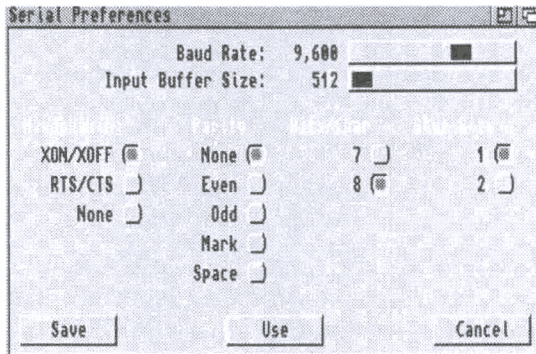 Serial Preferences
Baud Rate: 9,600
Input Buffer Size: 512
Parity
XON/XOFF None 7 1
RTS/CTS Even 8 2
None Odd
Mark
Space
Save Use Cancel